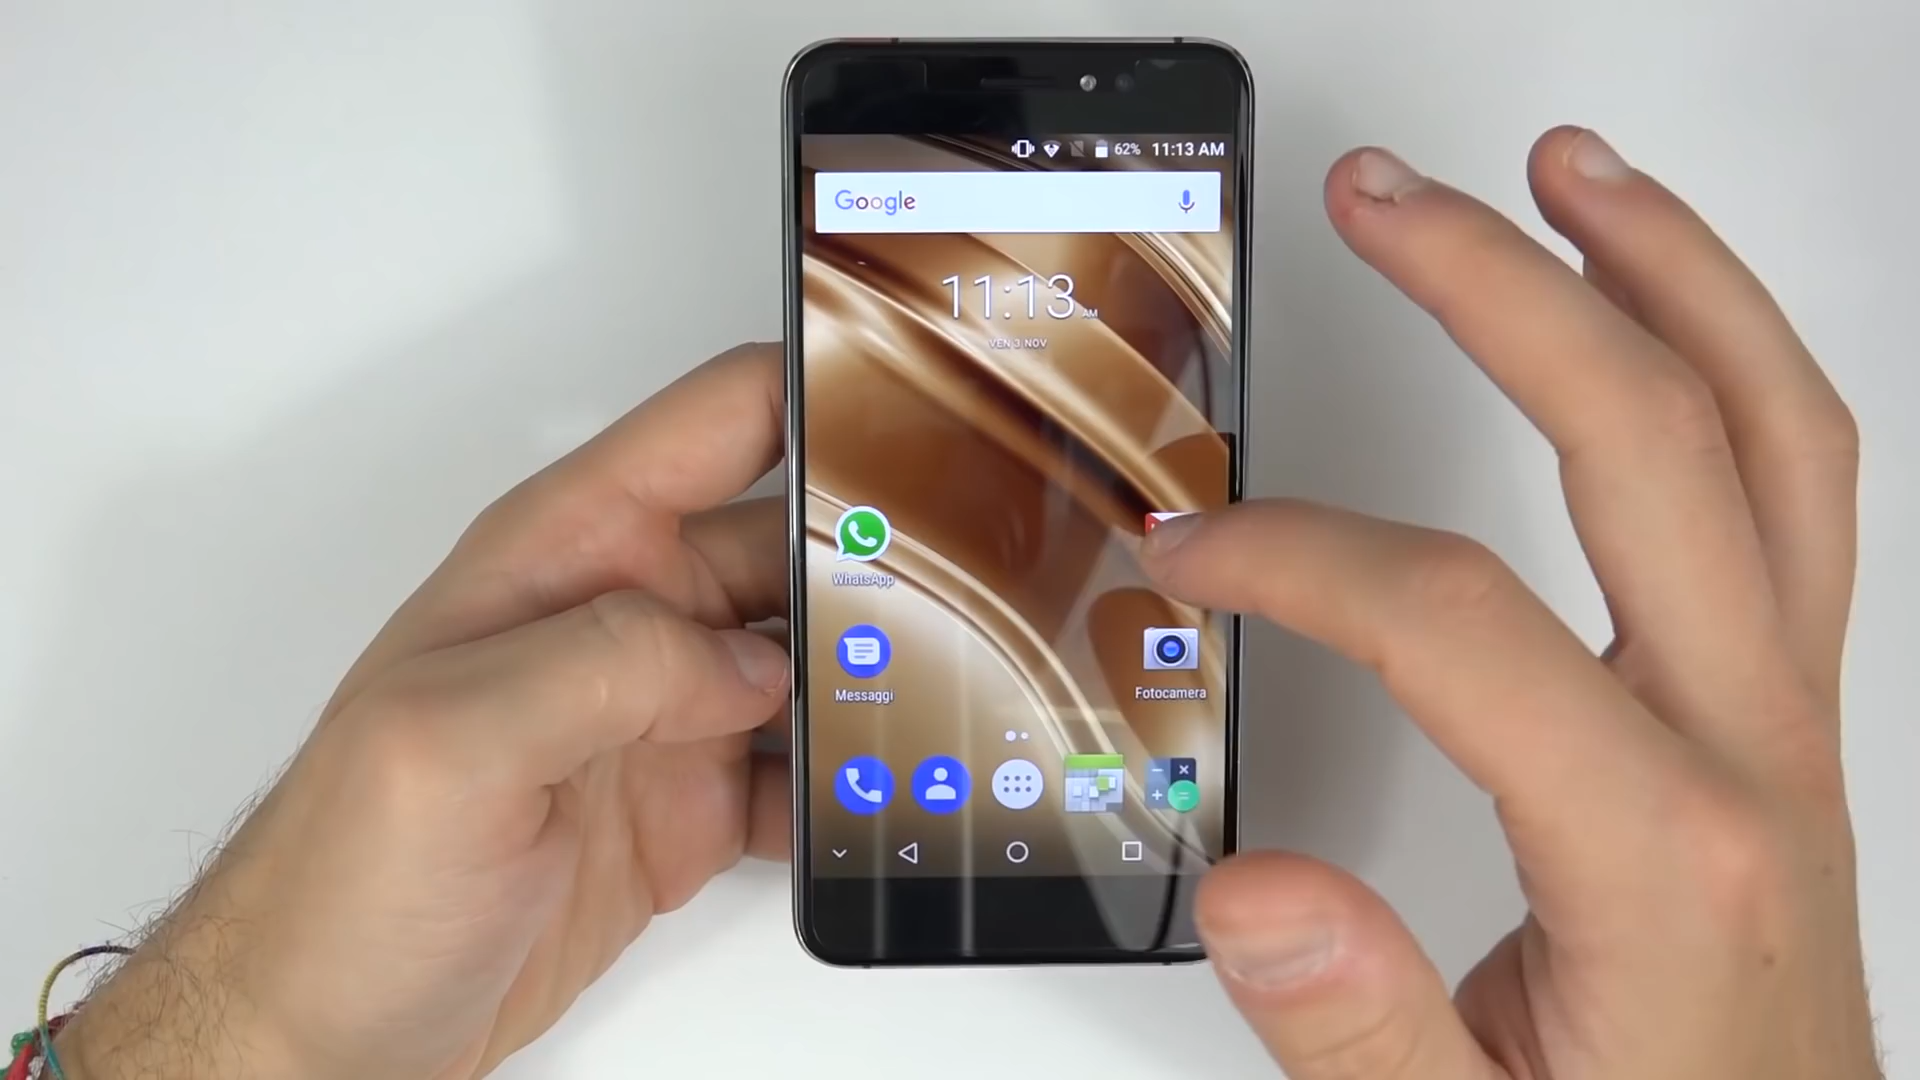 62% 11:13 AM
Google
11:13 AM
VEN 3 NOV
WhatsApp
Messaggi
Fotocamera